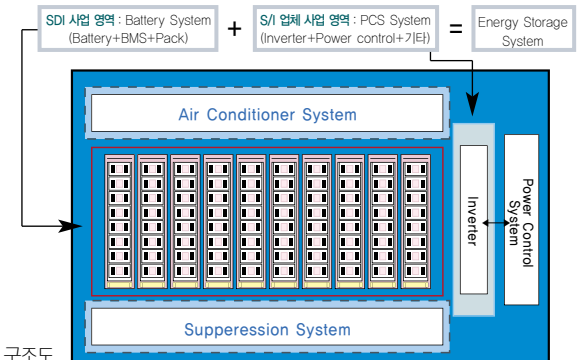 SDI 사업 영역 : Battery System
(Battery+BMS+Pack)
+
S/I 업체 사업 영역 : PCS System
(Inverter+Power control+기타)
=
Energy Storage
System
Air Conditioner System
Inverter
Power Control
System
Supperession System
구조도